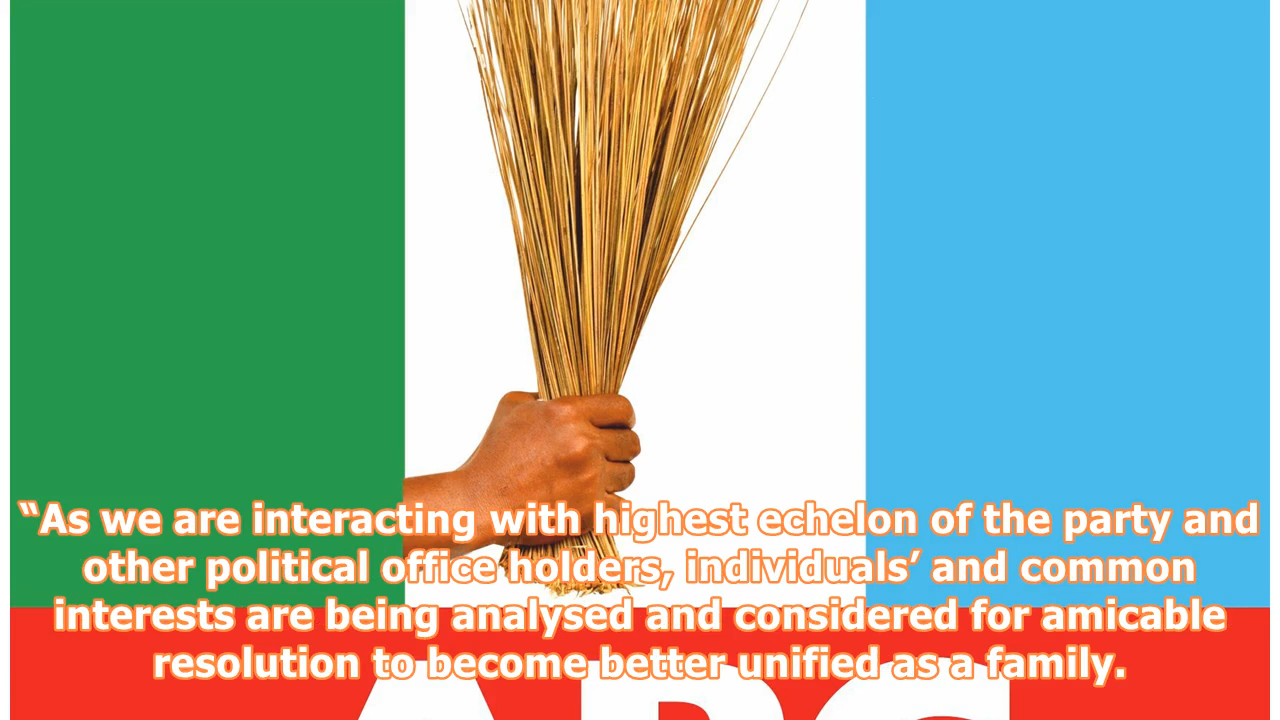 “As we are interacting with highest echelon of the party and
other political office holders, individuals’ and common
interests are being analysed and considered for amicable
resolution to become better unified as a family.
APC